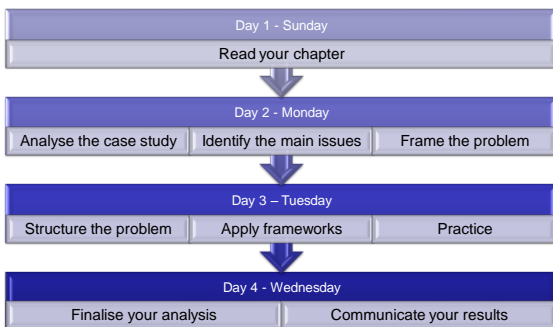 Day 1 - Sunday
Read your chapter
Day 2 - Monday
Analyse the case study Identify the main issues Frame the problem
Day 3 – Tuesday
Structure the problem Apply frameworks Practice
Day 4 - Wednesday
Finalise your analysis Communicate your results